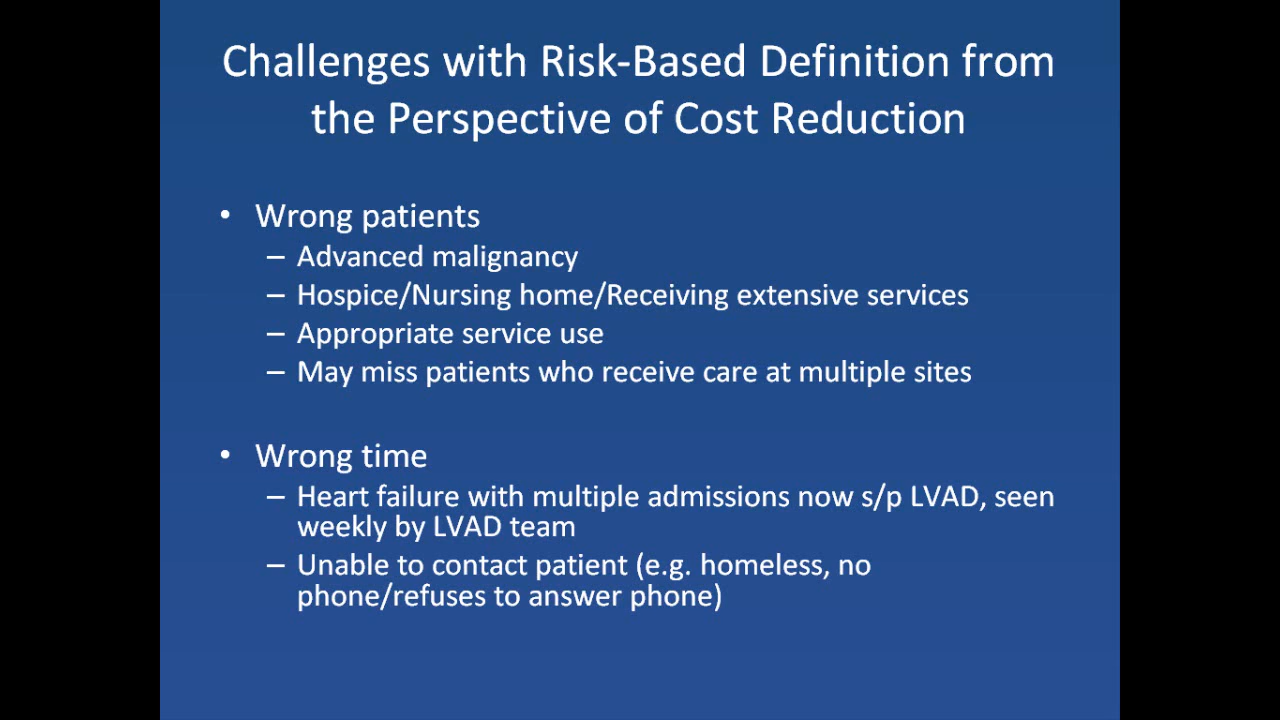 Challenges with Risk-Based Definition from
the Perspective of Cost Reduction
• Wrong patients
– Advanced malignancy
– Hospice/Nursing home/Receiving extensive services
– Appropriate service use
– May miss patients who receive care at multiple sites
• Wrong time
– Heart failure with multiple admissions now s/p LVAD, seen
weekly by LVAD team
– Unable to contact patient (e.g. homeless, no
phone/refuses to answer phone)